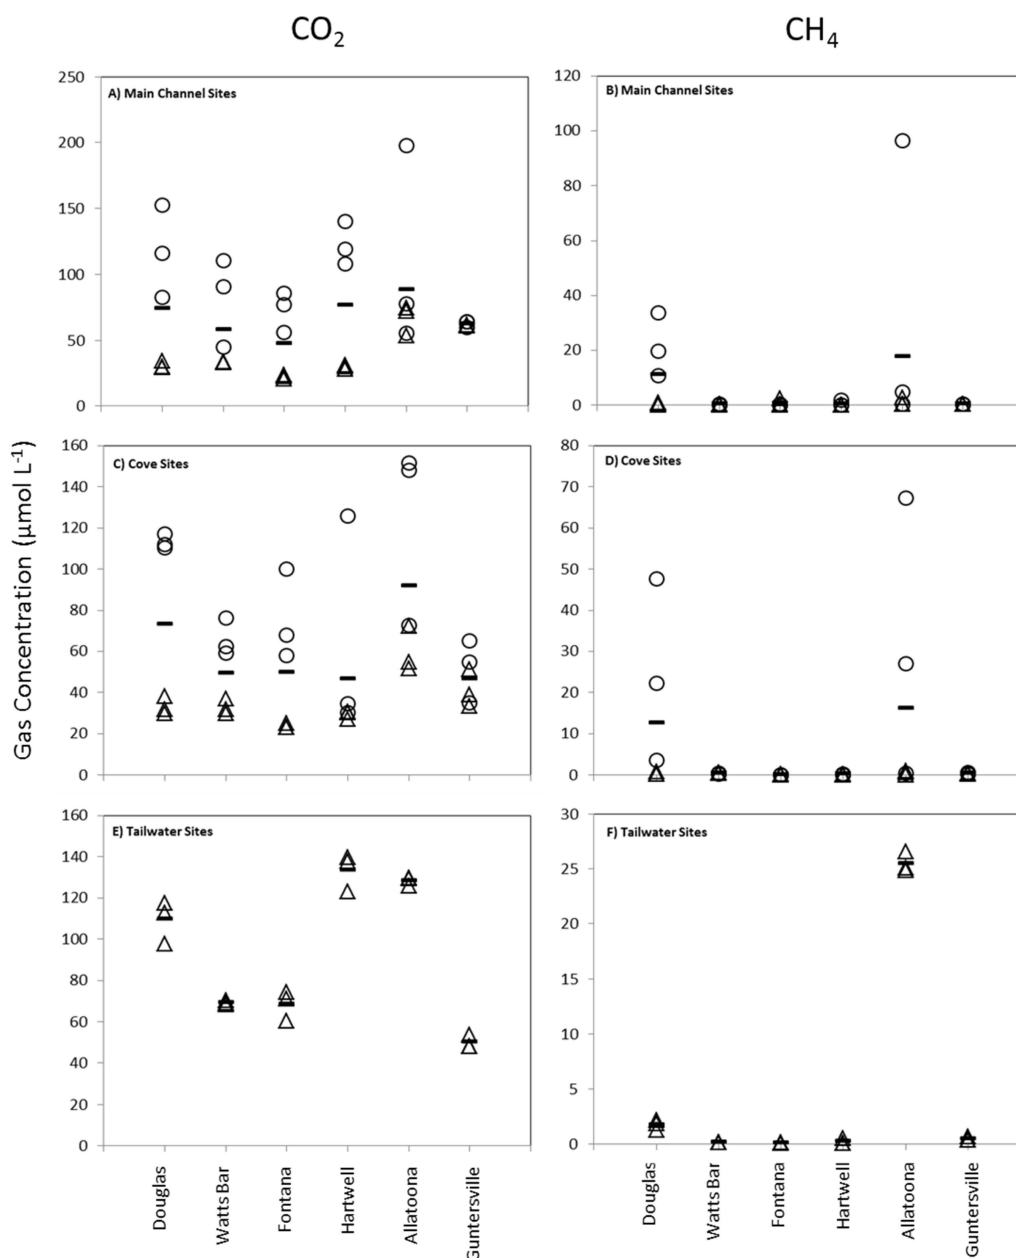 CO₂
CH₄
Gas Concentration (µmol L⁻¹)
A) Main Channel Sites
250
200
150
100
50
0
B) Main Channel Sites
120
100
80
60
40
20
0
C) Cove Sites
160
140
120
100
80
60
40
20
0
D) Cove Sites
80
70
60
50
40
30
20
10
0
E) Tailwater Sites
160
140
120
100
80
60
40
20
0
F) Tailwater Sites
30
25
20
15
10
5
0
Douglas
Watts Bar
Fontana
Hartwell
Allatoona
Guntersville
Douglas
Watts Bar
Fontana
Hartwell
Allatoona
Guntersville